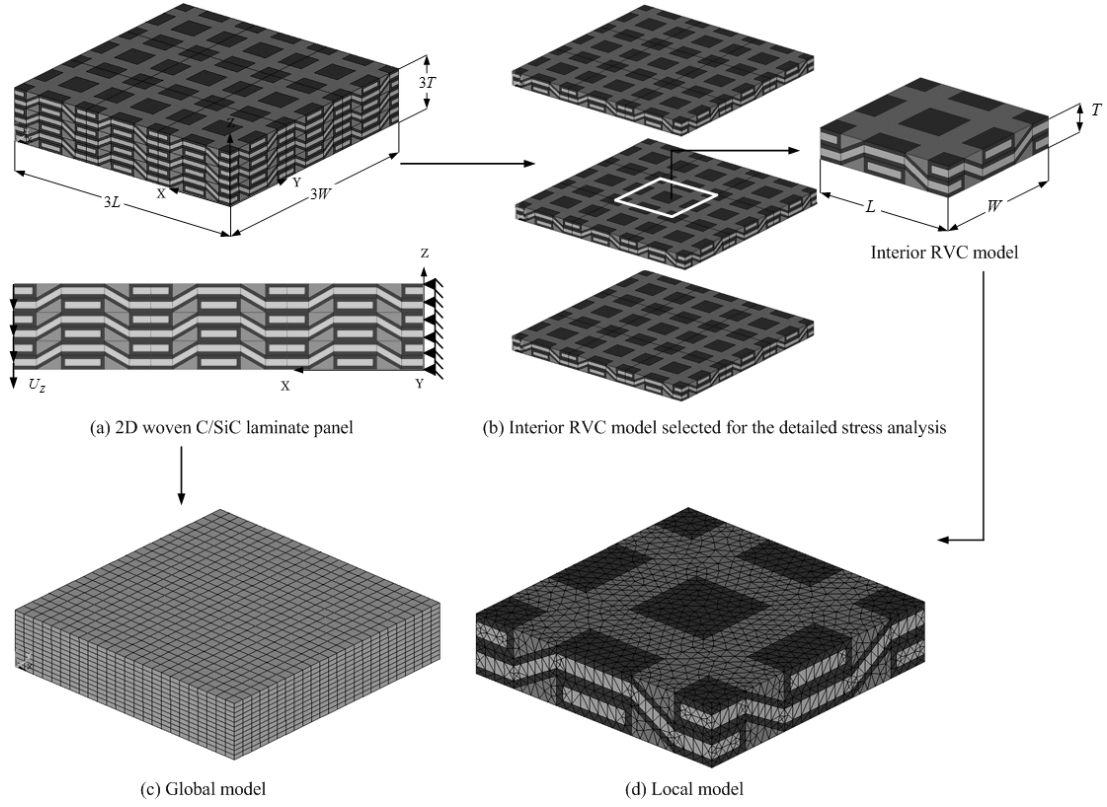 3T
Z
X
Y
3L
3W
T
L
W
Interior RVC model
Z
U_Z
X
Y
(a) 2D woven C/SiC laminate panel
(b) Interior RVC model selected for the detailed stress analysis
(c) Global model
(d) Local model